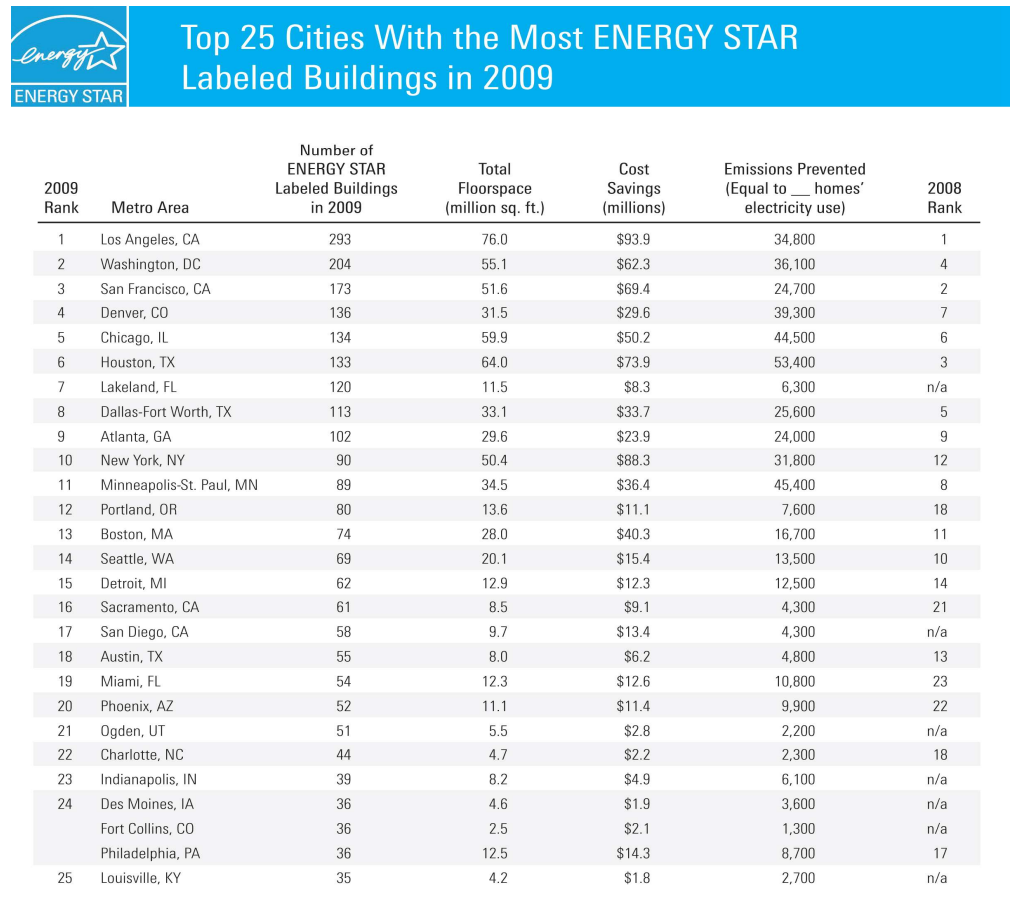 energy
ENERGY STAR
Top 25 Cities With the Most ENERGY STAR
Labeled Buildings in 2009
2009 Rank	Metro Area	Number of ENERGY STAR Labeled Buildings in 2009	Total Floorspace (million sq. ft.)	Cost Savings (millions)	Emissions Prevented (Equal to __ homes' electricity use)	2008 Rank
1	Los Angeles, CA	293	76.0	$93.9	34,800	1
2	Washington, DC	204	55.1	$62.3	36,100	4
3	San Francisco, CA	173	51.6	$69.4	24,700	2
4	Denver, CO	136	31.5	$29.6	39,300	7
5	Chicago, IL	134	59.9	$50.2	44,500	6
6	Houston, TX	133	64.0	$73.9	53,400	3
7	Lakeland, FL	120	11.5	$8.3	6,300	n/a
8	Dallas-Fort Worth, TX	113	33.1	$33.7	25,600	5
9	Atlanta, GA	102	29.6	$23.9	24,000	9
10	New York, NY	90	50.4	$88.3	31,800	12
11	Minneapolis-St. Paul, MN	89	34.5	$36.4	45,400	8
12	Portland, OR	80	13.6	$11.1	7,600	18
13	Boston, MA	74	28.0	$40.3	16,700	11
14	Seattle, WA	69	20.1	$15.4	13,500	10
15	Detroit, MI	62	12.9	$12.3	12,500	14
16	Sacramento, CA	61	8.5	$9.1	4,300	21
17	San Diego, CA	58	9.7	$13.4	4,300	n/a
18	Austin, TX	55	8.0	$6.2	4,800	13
19	Miami, FL	54	12.3	$12.6	10,800	23
20	Phoenix, AZ	52	11.1	$11.4	9,900	22
21	Ogden, UT	51	5.5	$2.8	2,200	n/a
22	Charlotte, NC	44	4.7	$2.2	2,300	18
23	Indianapolis, IN	39	8.2	$4.9	6,100	n/a
24	Des Moines, IA	36	4.6	$1.9	3,600	n/a
Fort Collins, CO	36	2.5	$2.1	1,300	n/a
Philadelphia, PA	36	12.5	$14.3	8,700	17
25	Louisville, KY	35	4.2	$1.8	2,700	n/a